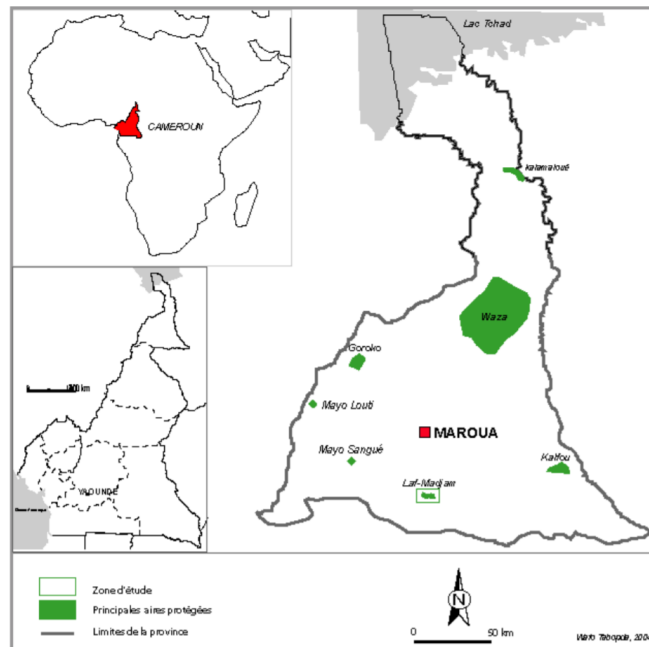 Lac Tchad
CAMEROUN
kalamaloué
Waza
Goroko
Mayo Louti
MAROUA
Mayo Sangué
Kalfou
Laf-Madjam
YAOUNDE
Zone d'étude
Principales aires protégées
Limites de la province
N
0 50 km